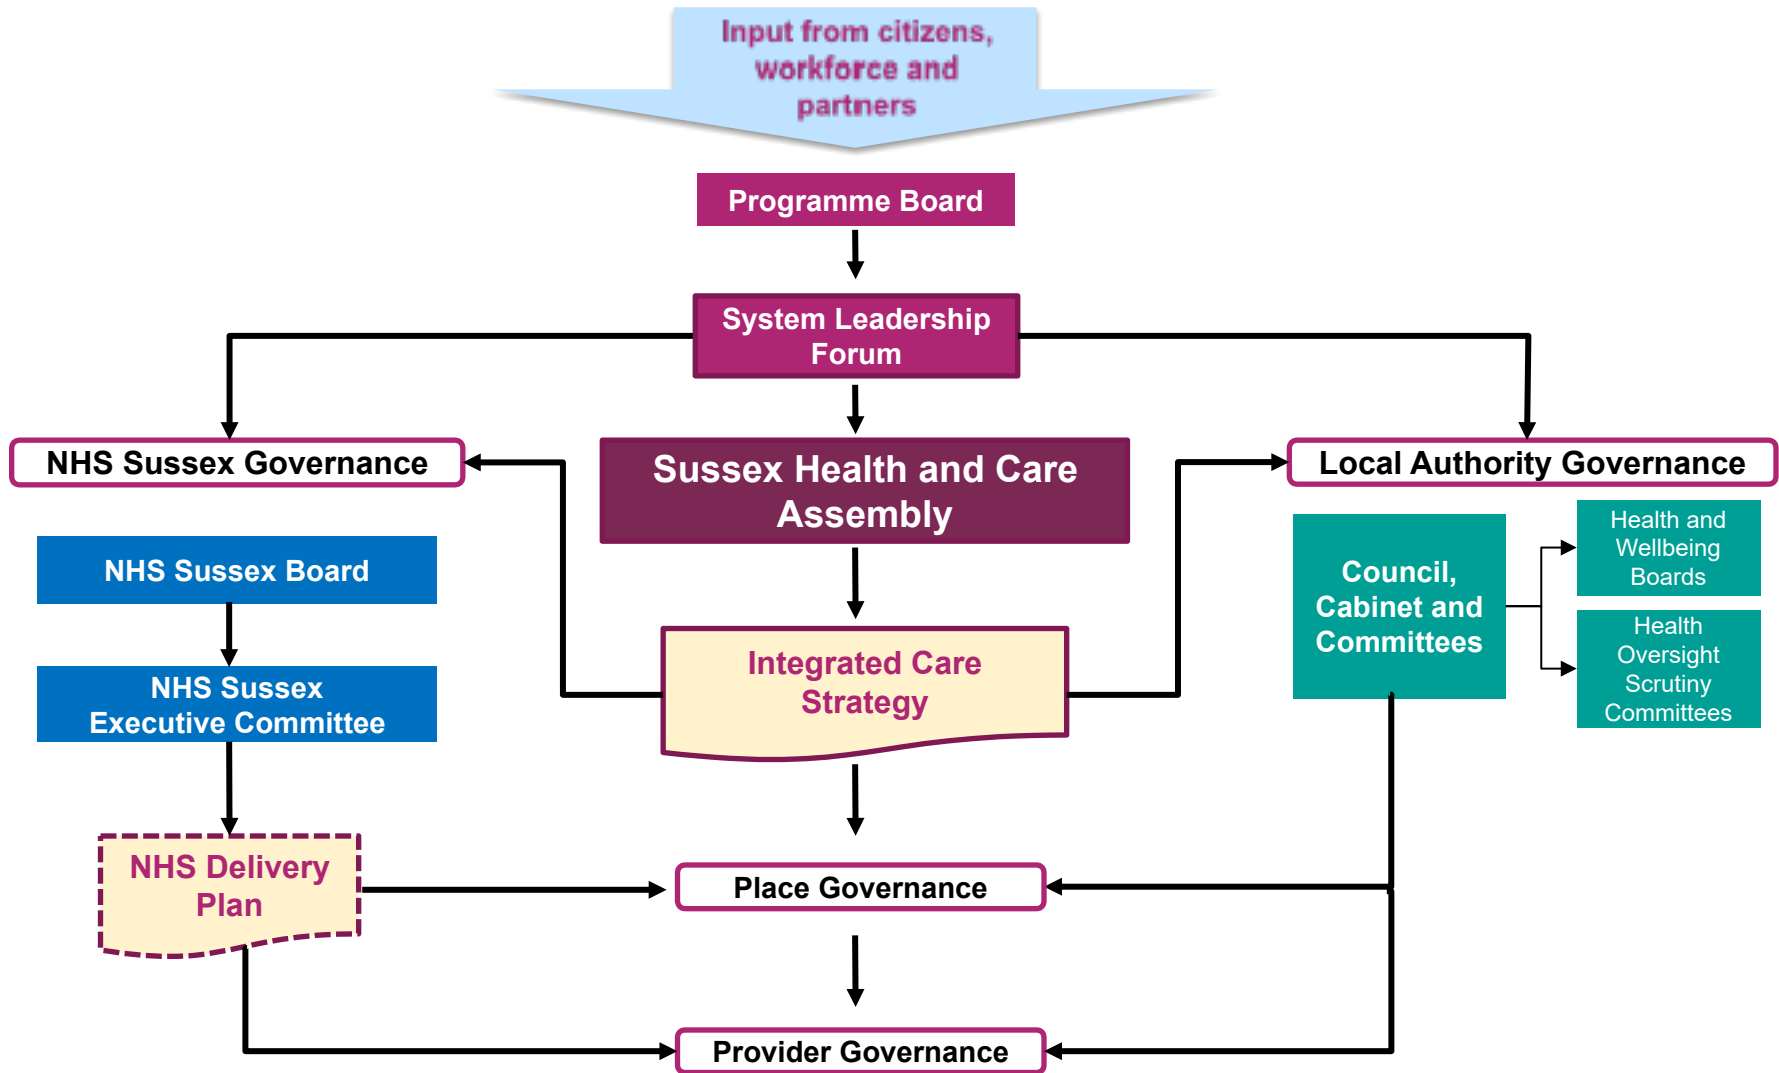 Input from citizens,
workforce and
partners
Programme Board
System Leadership
Forum
NHS Sussex Governance
Sussex Health and Care
Assembly
Local Authority Governance
NHS Sussex Board
Council,
Cabinet and
Committees
Health and
Wellbeing
Boards
Health
Oversight
Scrutiny
Committees
NHS Sussex
Executive Committee
Integrated Care
Strategy
NHS Delivery
Plan
Place Governance
Provider Governance